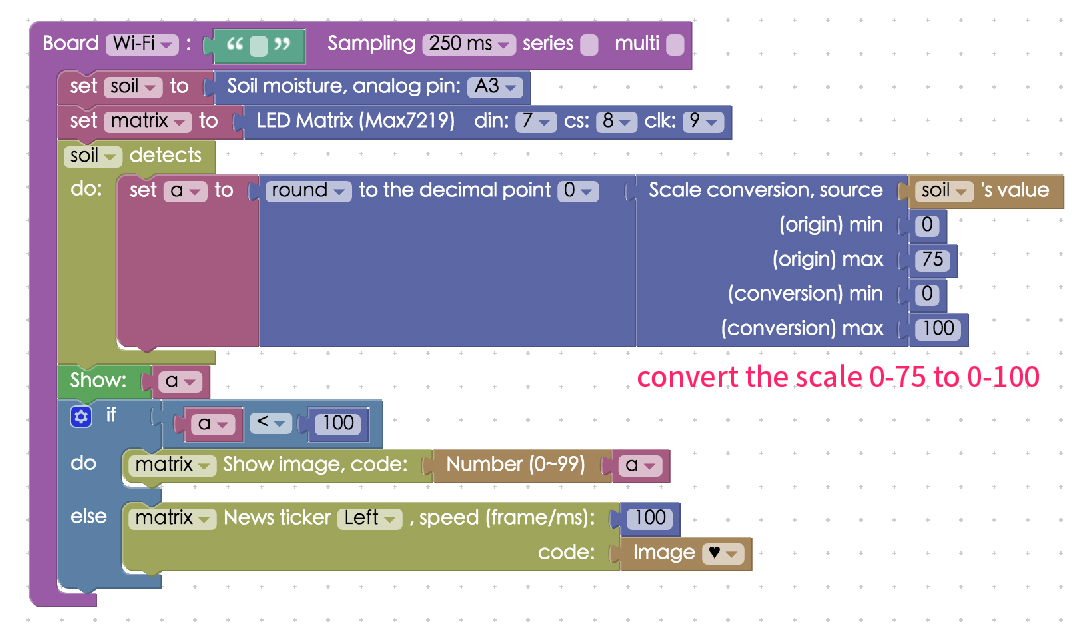 Board Wi-Fi : “ ” Sampling 250 ms series multi
set soil to Soil moisture, analog pin: A3
set matrix to LED Matrix (Max7219) din: 7 cs: 8 clk: 9
soil detects
do: set a to round to the decimal point 0 Scale conversion, source soil 's value
(origin) min 0
(origin) max 75
(conversion) min 0
(conversion) max 100
Show: a
convert the scale 0-75 to 0-100
if a < 100
do matrix Show image, code: Number (0~99) a
else matrix News ticker Left , speed (frame/ms): 100
code: Image ♥